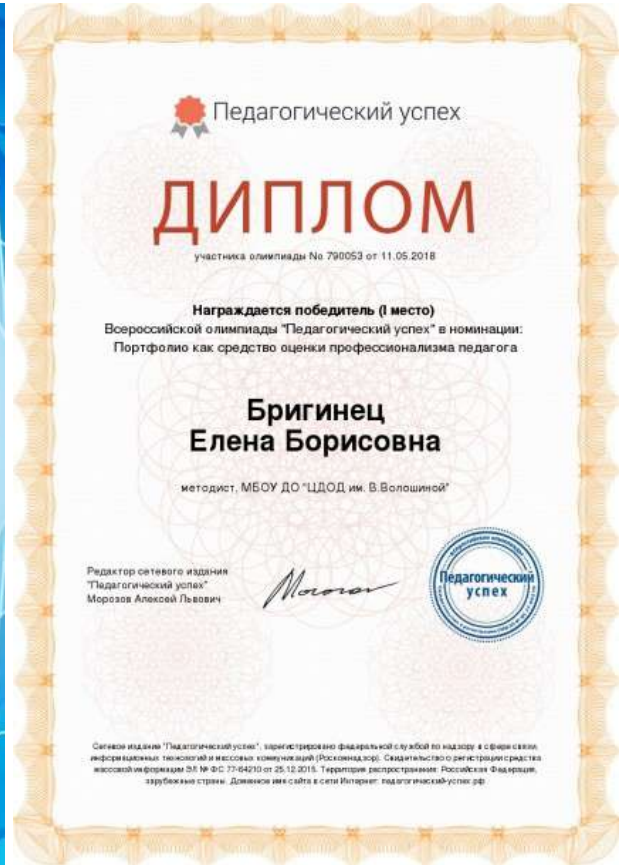 Педагогический успех
ДИПЛОМ
участника олимпиады No 790053 от 11.05.2018
Награждается победитель (I место)
Всероссийской олимпиады "Педагогический успех" в номинации:
Портфолио как средство оценки профессионализма педагога
Бригинец
Елена Борисовна
методист, МБОУ ДО "ЦДОД им. В.Волошиной"
Редактор сетевого издания
"Педагогический успех"
Морозов Алексей Львович
Педагогический
успех
Сетевое издание "Педагогический успех", зарегистрировано федеральной службой по надзору в сфере связи,
информационных технологий и массовых коммуникаций (Роскомнадзор). Свидетельство о регистрации средства
массовой информации ЭЛ № ФС 77-64210 от 25.12.2015. Территория распространения: Российская Федерация,
зарубежные страны. Доменное имя сайта в сети Интернет: педагогический-успех.рф